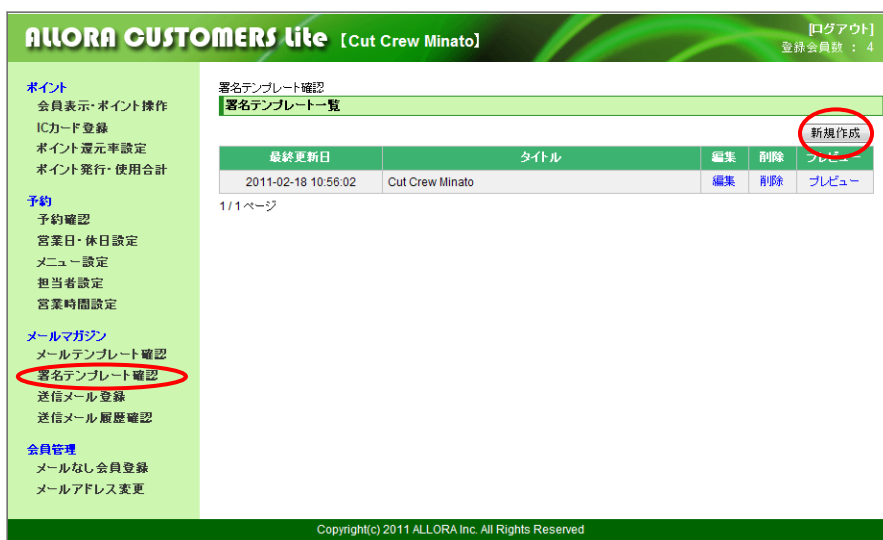 ALLORA CUSTOMERS Lite【Cut Crew Minato】
[ログアウト]
登録会員数 : 4
ポイント
会員表示・ポイント操作
ICカード登録
ポイント還元率設定
ポイント発行・使用合計
予約
予約確認
営業日・休日設定
メニュー設定
担当者設定
営業時間設定
メールマガジン
メールテンプレート確認
署名テンプレート確認
送信メール登録
送信メール履歴確認
会員管理
メールなし会員登録
メールアドレス変更
署名テンプレート確認
署名テンプレート一覧
新規作成
最終更新日 タイトル 編集 削除 プレビュー
2011-02-18 10:56:02 Cut Crew Minato 編集 削除 プレビュー
1 / 1 ページ
Copyright(c) 2011 ALLORA Inc. All Rights Reserved